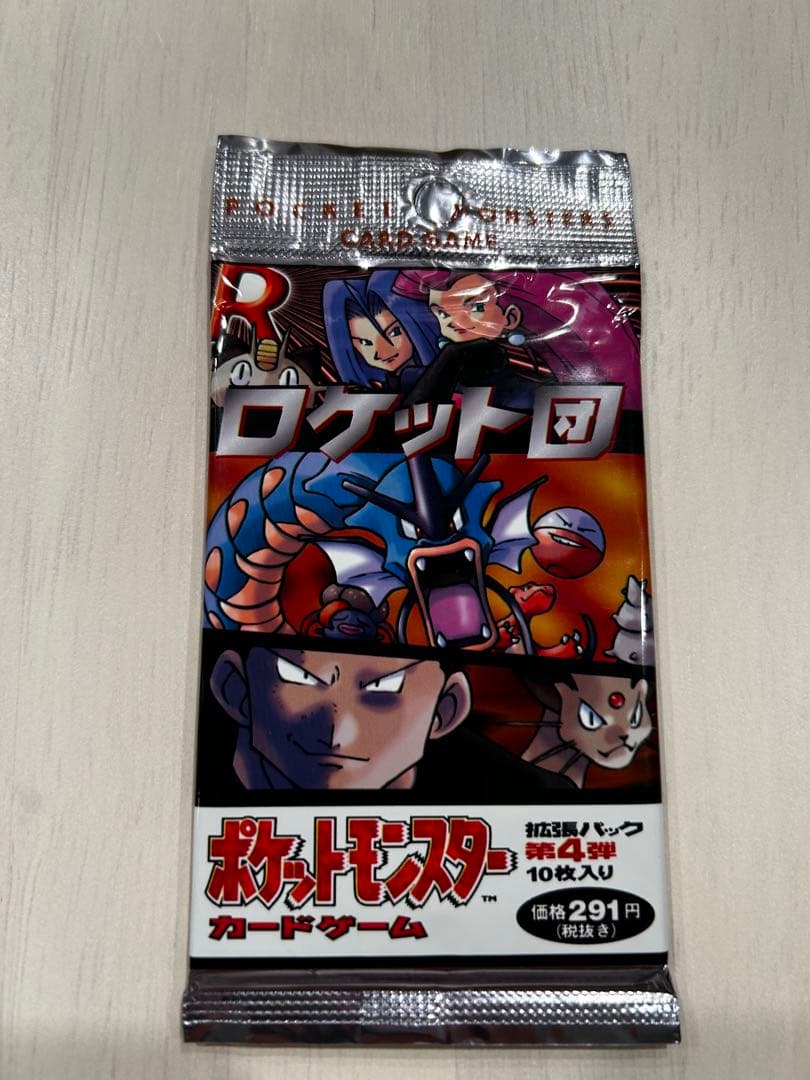 POCKET MONSTERS
CARD GAME
R
ロケット団
ポケットモンスター™
カードゲーム
拡張パック
第4弾
10枚入り
価格291円
(税抜き)